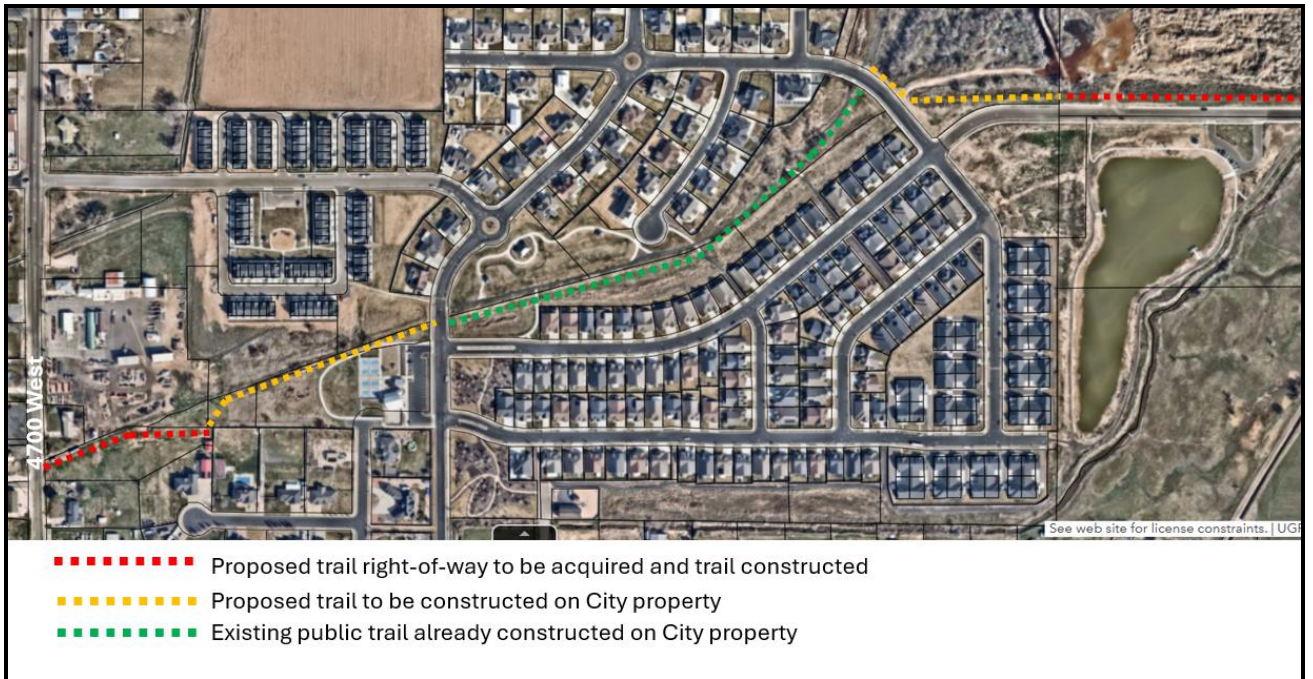 4700 West
See web site for license constraints. | UGR
Proposed trail right-of-way to be acquired and trail constructed
Proposed trail to be constructed on City property
Existing public trail already constructed on City property